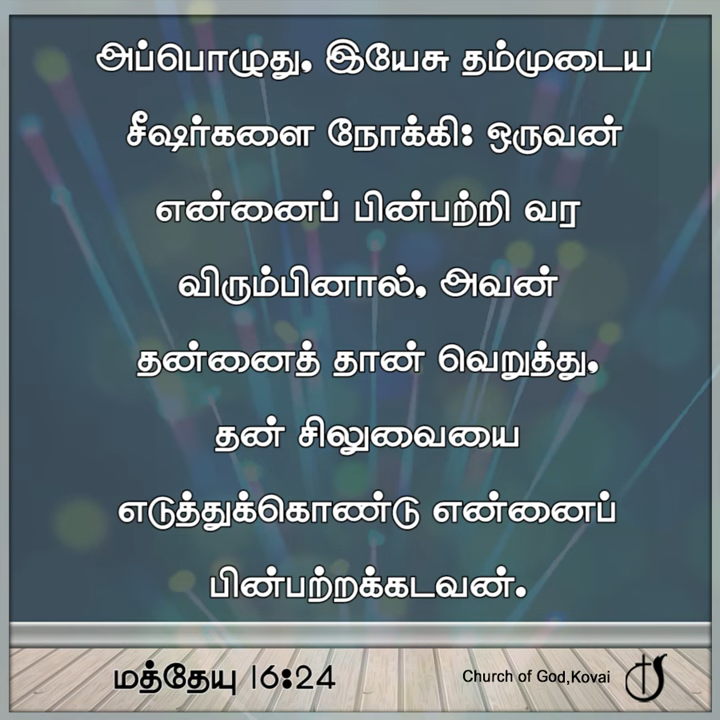 அப்பொழுது, இயேசு தம்முடைய
சீஷர்களை நோக்கி: ஒருவன்
என்னைப் பின்பற்றி வர
விரும்பினால், அவன்
தன்னைத் தான் வெறுத்து,
தன் சிலுவையை
எடுத்துக்கொண்டு என்னைப்
பின்பற்றக்கடவன்.
மத்தேயு 16:24
Church of God,Kovai